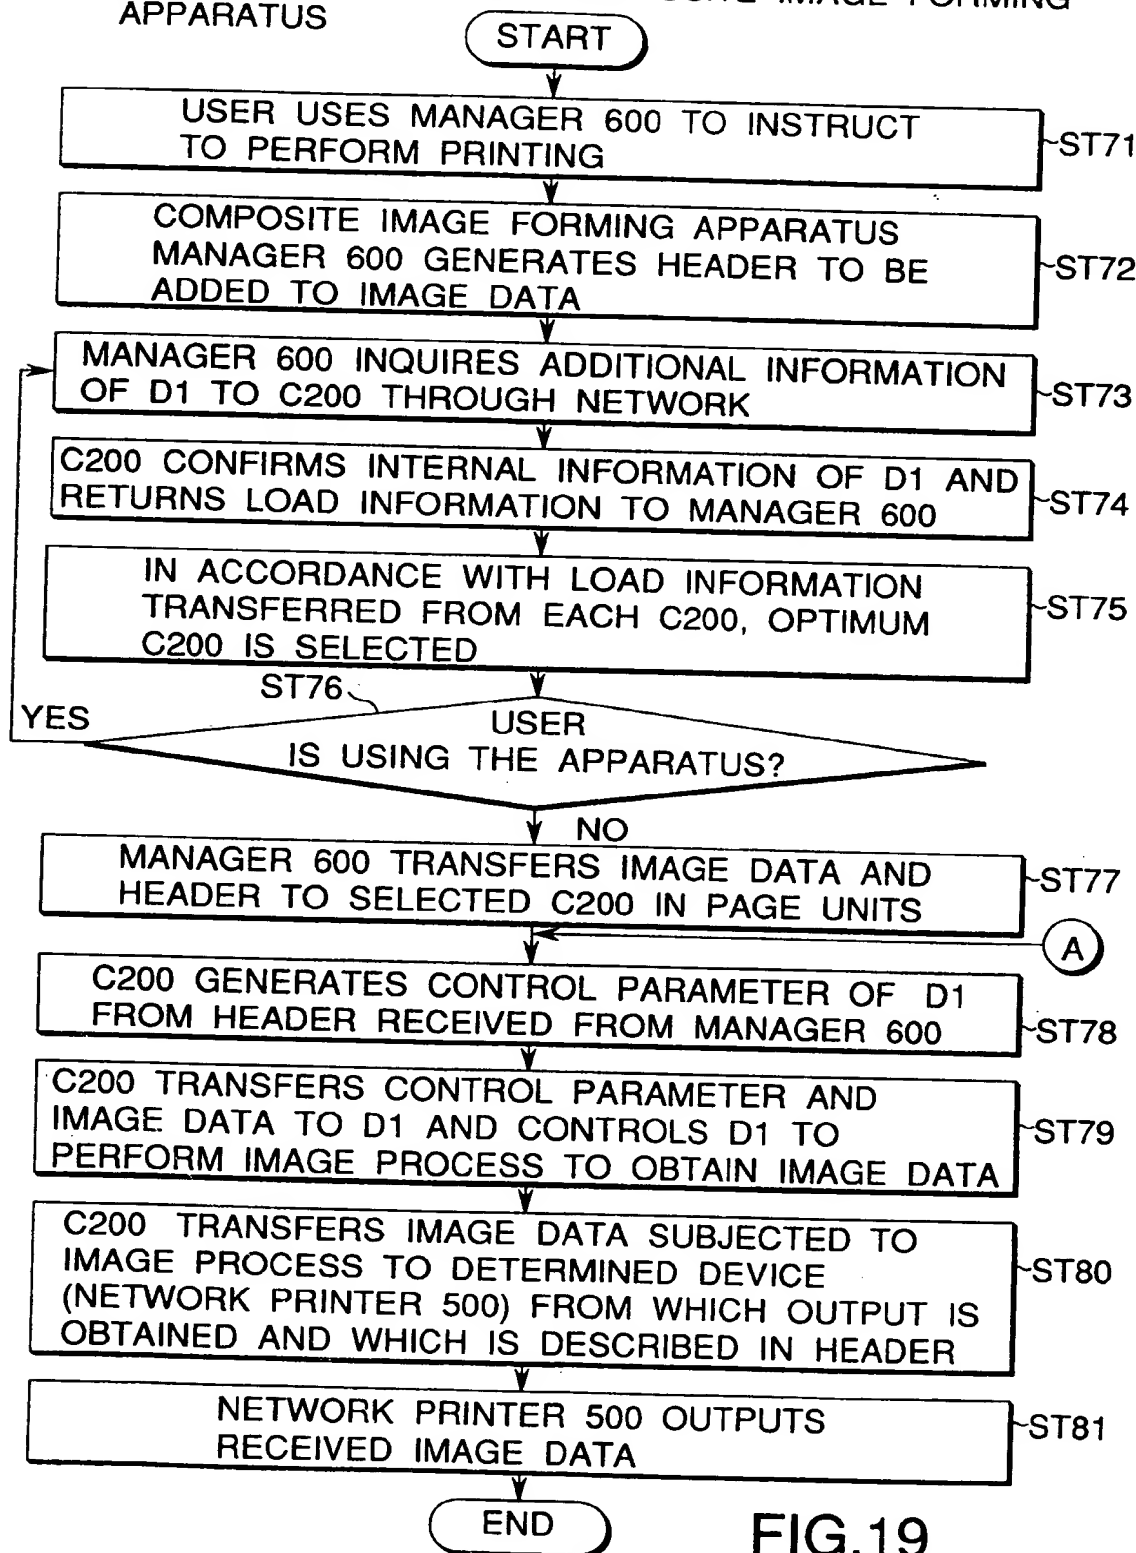 IMAGE FORMING
APPARATUS
START
USER USES MANAGER 600 TO INSTRUCT
TO PERFORM PRINTING
ST71
COMPOSITE IMAGE FORMING APPARATUS
MANAGER 600 GENERATES HEADER TO BE
ADDED TO IMAGE DATA
ST72
MANAGER 600 INQUIRES ADDITIONAL INFORMATION
OF D1 TO C200 THROUGH NETWORK
ST73
C200 CONFIRMS INTERNAL INFORMATION OF D1 AND
RETURNS LOAD INFORMATION TO MANAGER 600
ST74
IN ACCORDANCE WITH LOAD INFORMATION
TRANSFERRED FROM EACH C200, OPTIMUM
C200 IS SELECTED
ST75
ST76
YES
USER
IS USING THE APPARATUS?
NO
MANAGER 600 TRANSFERS IMAGE DATA AND
HEADER TO SELECTED C200 IN PAGE UNITS
ST77
A
C200 GENERATES CONTROL PARAMETER OF D1
FROM HEADER RECEIVED FROM MANAGER 600
ST78
C200 TRANSFERS CONTROL PARAMETER AND
IMAGE DATA TO D1 AND CONTROLS D1 TO
PERFORM IMAGE PROCESS TO OBTAIN IMAGE DATA
ST79
C200 TRANSFERS IMAGE DATA SUBJECTED TO
IMAGE PROCESS TO DETERMINED DEVICE
(NETWORK PRINTER 500) FROM WHICH OUTPUT IS
OBTAINED AND WHICH IS DESCRIBED IN HEADER
ST80
NETWORK PRINTER 500 OUTPUTS
RECEIVED IMAGE DATA
ST81
END
FIG.19